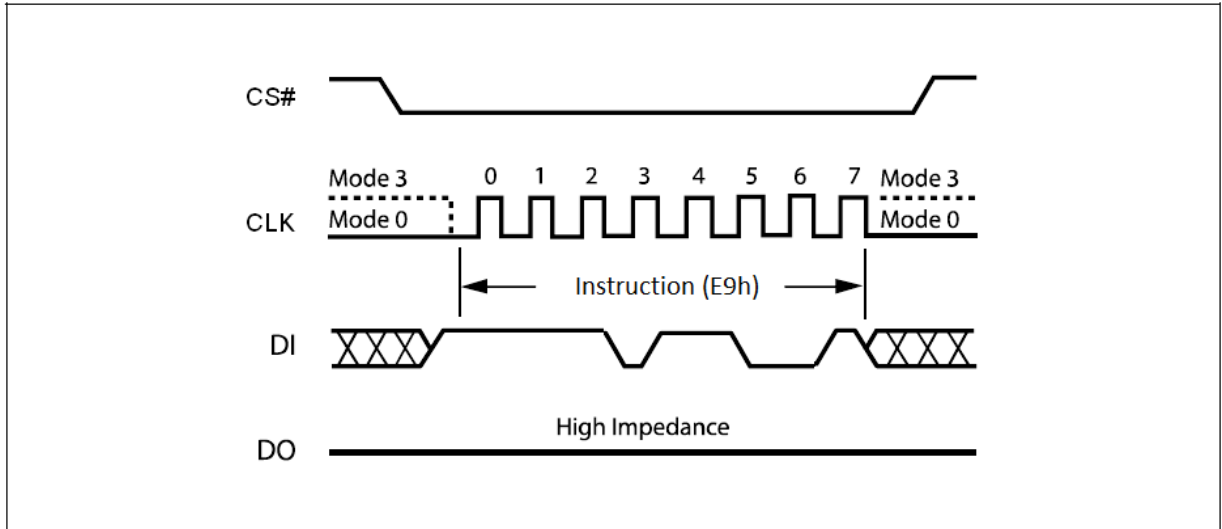 CS#
Mode 3 0 1 2 3 4 5 6 7 Mode 3
CLK Mode 0 Mode 0
Instruction (E9h)
DI
High Impedance
DO